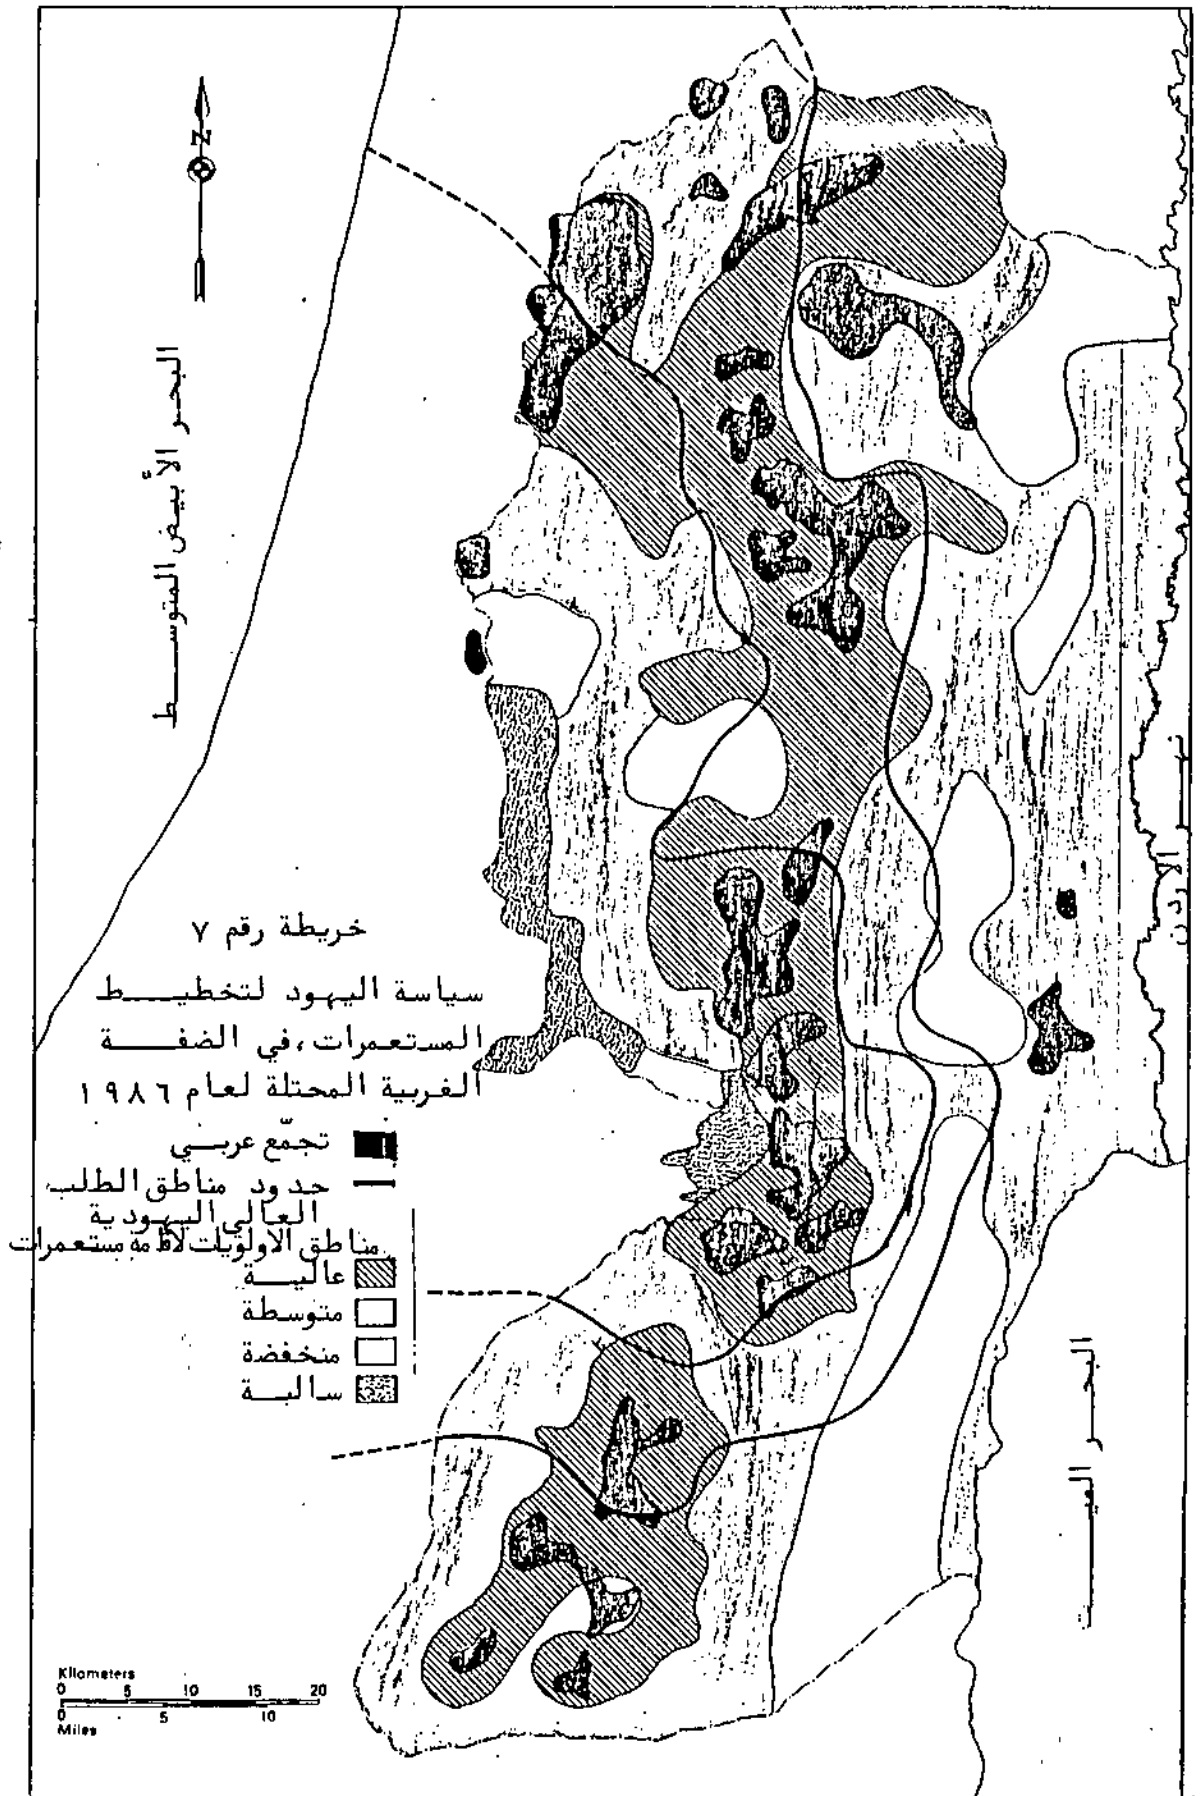 N
البحر الأبيض المتوسط
نهر الاردن
خريطة رقم ٧
سياسة اليهود لتخطيط
المستعمرات، في الضفة
الغربية المحتلة لعام ١٩٨٦
تجمّع عربي
حدود مناطق الطلب
العالي اليهودية
مناطق الاولويات لاقامة مستعمرات
عالية
متوسطة
منخفضة
سالبة
البحر الميت
Kilometers
0 5 10 15 20
0 5 10
Miles